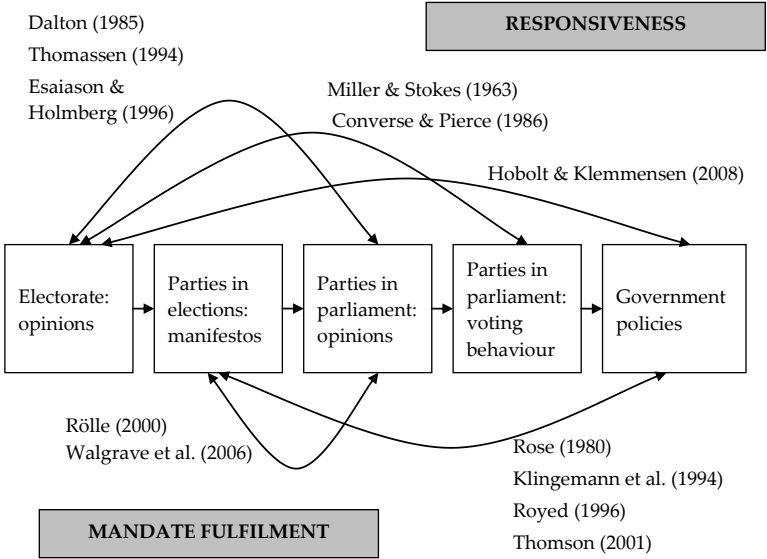 Dalton (1985)
Thomassen (1994)
Esaiason &
Holmberg (1996)
RESPONSIVENESS
Miller & Stokes (1963)
Converse & Pierce (1986)
Hobolt & Klemmensen (2008)
Electorate:
opinions
Parties in
elections:
manifestos
Parties in
parliament:
opinions
Parties in
parliament:
voting
behaviour
Government
policies
Rölle (2000)
Walgrave et al. (2006)
Rose (1980)
Klingemann et al. (1994)
Royed (1996)
Thomson (2001)
MANDATE FULFILMENT